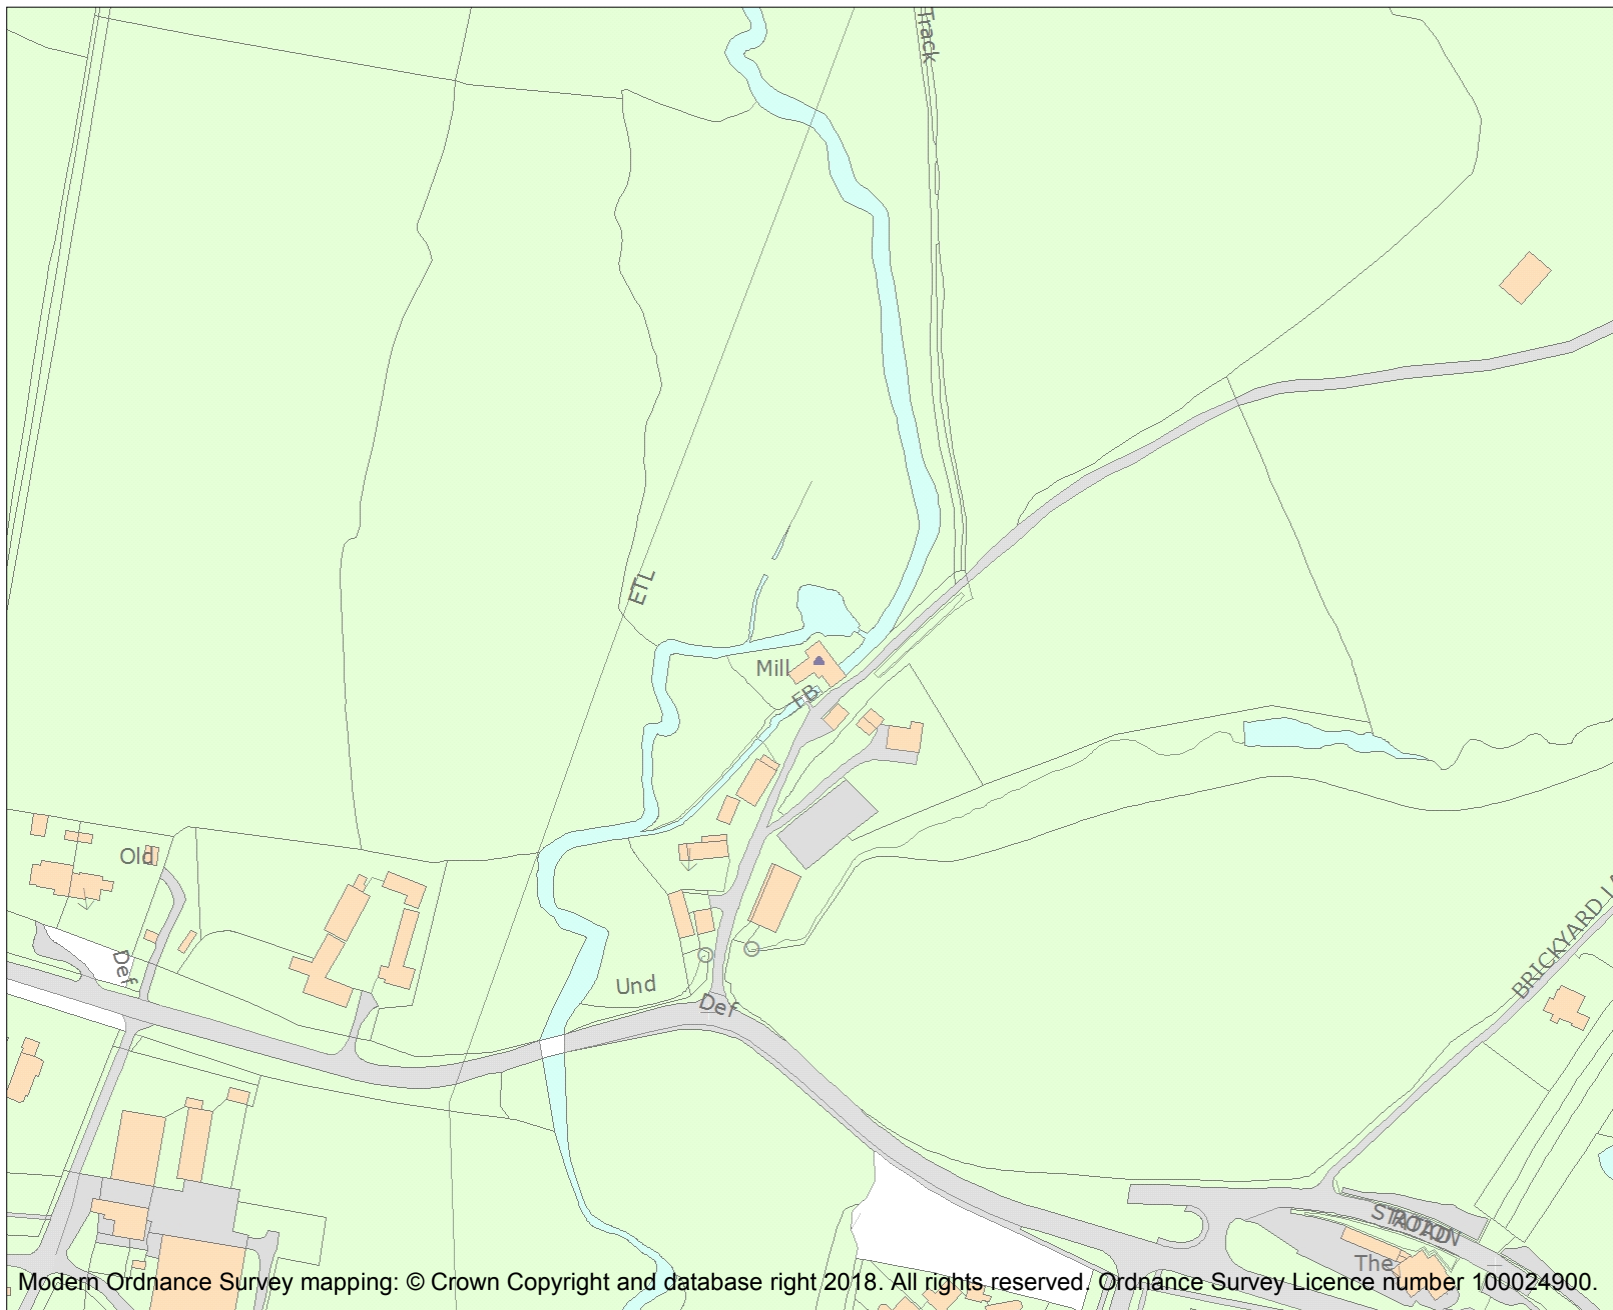 Track
ETL
Mill
FB
Old
Def
Und
Def
BRICKYARD LA
STATION
ROAD
The
Modern Ordnance Survey mapping: © Crown Copyright and database right 2018. All rights reserved. Ordnance Survey Licence number 100024900.